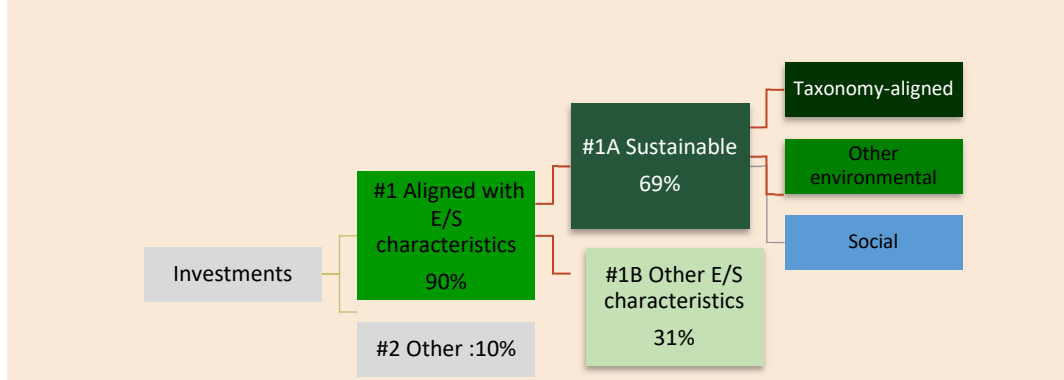 Investments
#1 Aligned with
E/S
characteristics
90%
#2 Other :10%
#1A Sustainable
69%
#1B Other E/S
characteristics
31%
Taxonomy-aligned
Other
environmental
Social